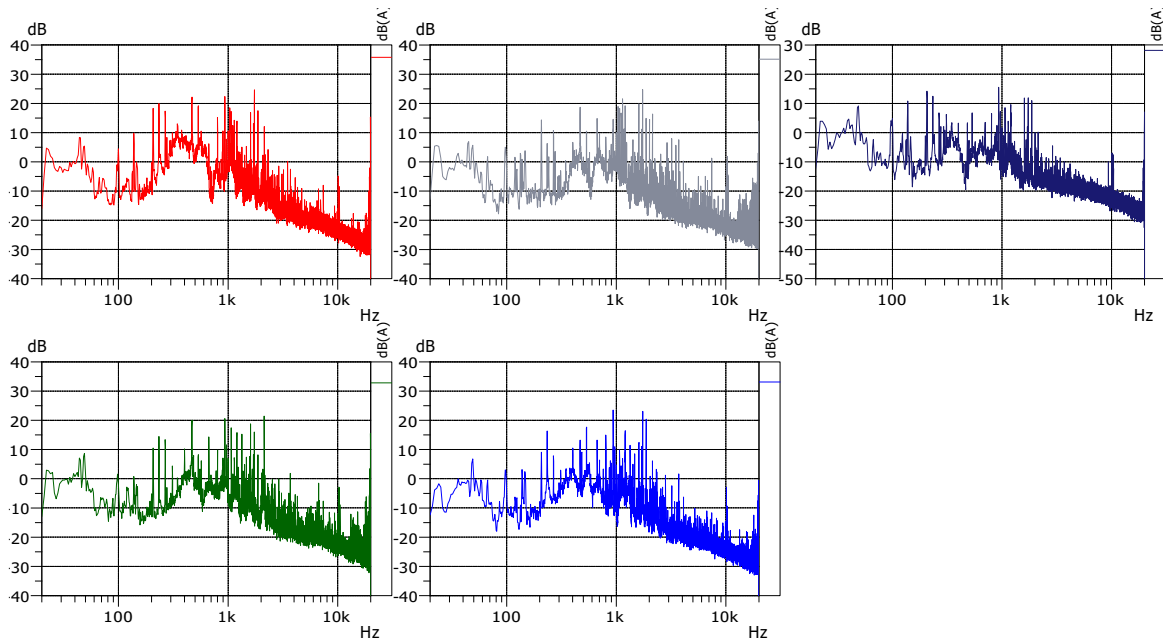 dB dB(A) dB dB(A) dB dB(A)
40 40 30
30 30 20
20 20 10
10 10 0
0 0 -10
-10 -10 -20
-20 -20 -30
-30 -30 -40
-40 -40 -50
100 1k 10k 100 1k 10k 100 1k 10k
Hz Hz Hz
dB dB(A) dB dB(A)
40 40
30 30
20 20
10 10
0 0
-10 -10
-20 -20
-30 -30
-40 -40
100 1k 10k 100 1k 10k
Hz Hz